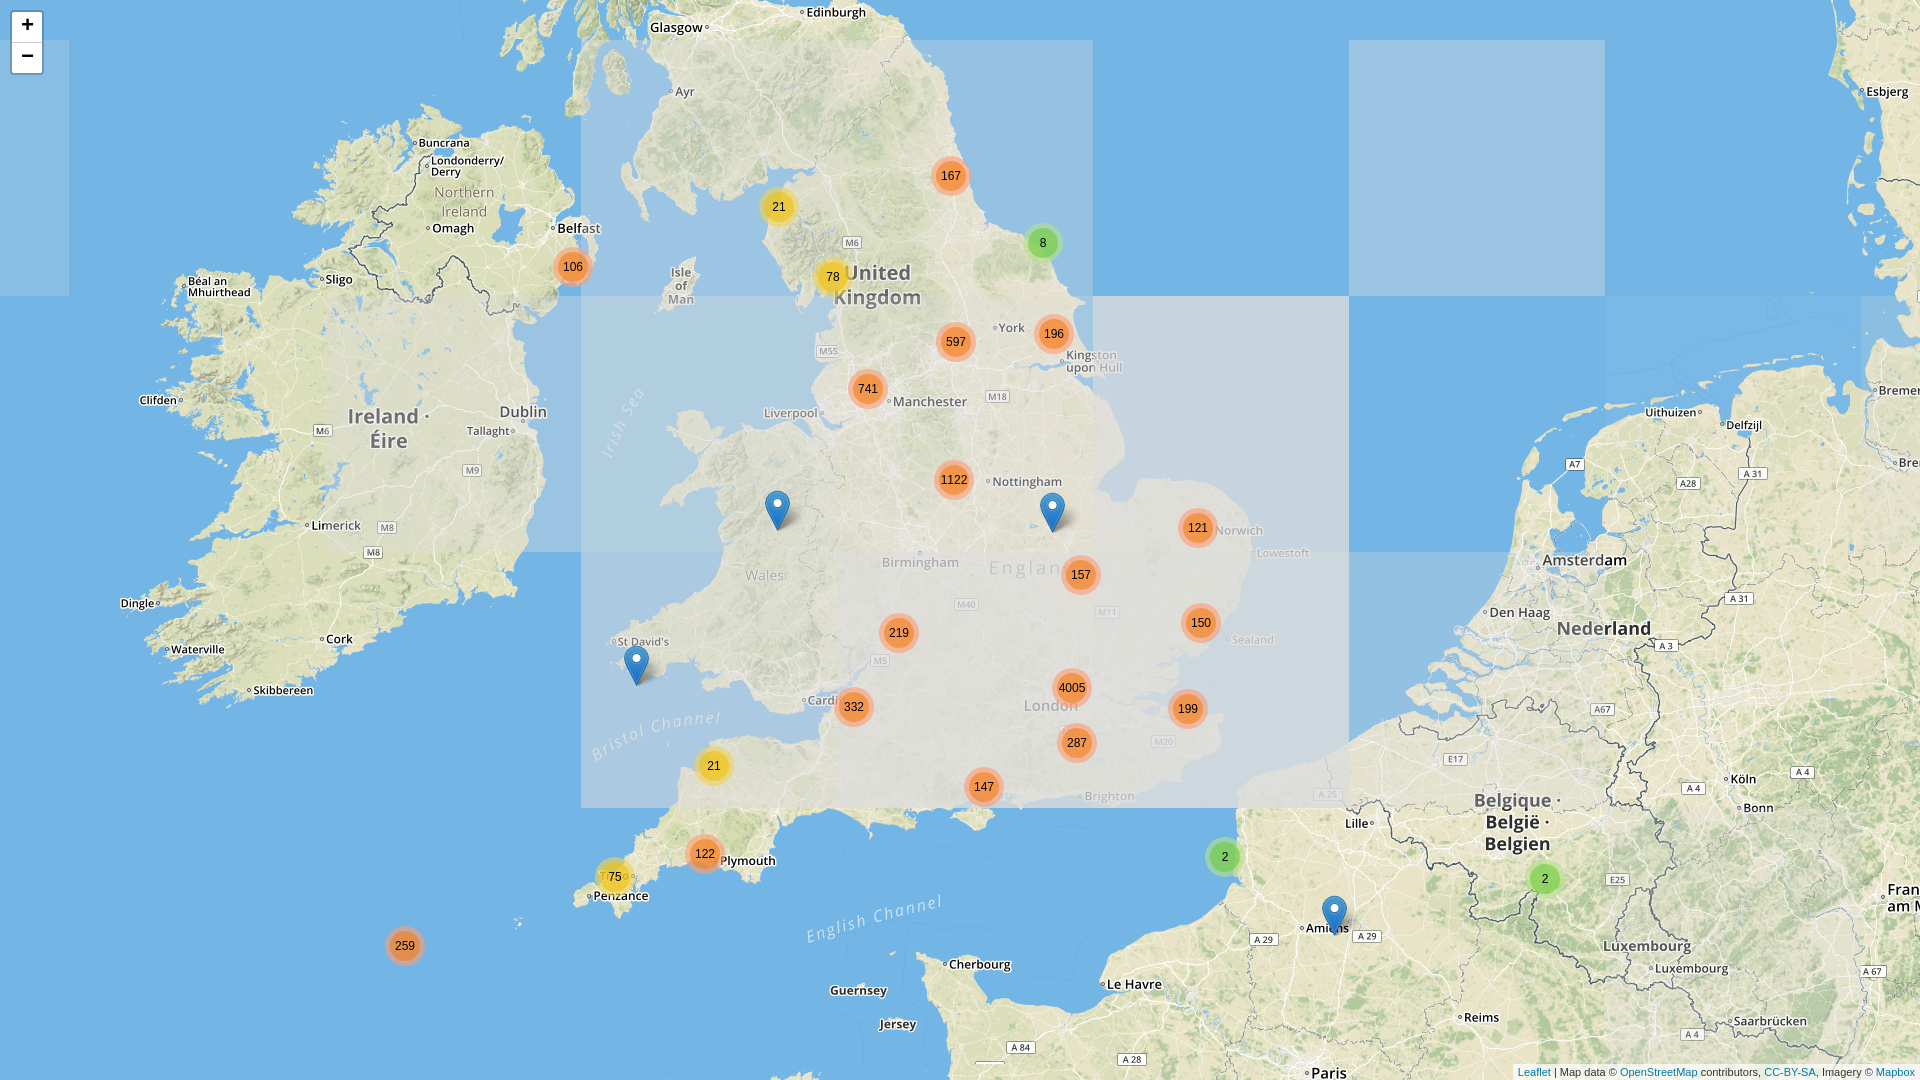 +
−
Edinburgh
Glasgow
Ayr
Esbjerg
Buncrana
Londonderry/
Derry
Northern
Ireland
Omagh
Belfast
106
Sligo
Béal an
Mhuirthead
Isle
of
Man
167
21
8
M6
78
United
Kingdom
York
196
597
M55
Kingston
upon Hull
741
Manchester
M18
Liverpool
Irish Sea
Clifden
Ireland ·
Éire
M6
Dublin
Tallaght
M9
Limerick
M8
M8
1122
Nottingham
121
Norwich
Lowestoft
Birmingham
Englan
Wales
157
M40
M11
150
Sealand
219
M5
St David's
Dingle
Cork
Waterville
Skibbereen
4005
London
199
Cardi
332
287
M20
Bristol Channel
21
147
Brighton
122
Plymouth
75
Penzance
259
English Channel
Guernsey
Jersey
Cherbourg
Le Havre
A 29
Amiens
A 29
2
2
Lille
A 25
E17
Belgique ·
België ·
Belgien
E25
Luxembourg
Luxembourg
Reims
Saarbrücken
A 4
A 84
A 28
Paris
A 67
Fran
am M
Köln
Bonn
A 4
A 4
A67
A 3
Nederland
Den Haag
Amsterdam
A 31
A7
A28
A 31
Uithuizen
Delfzijl
Bremer
Bre
Leaflet | Map data © OpenStreetMap contributors, CC-BY-SA, Imagery © Mapbox